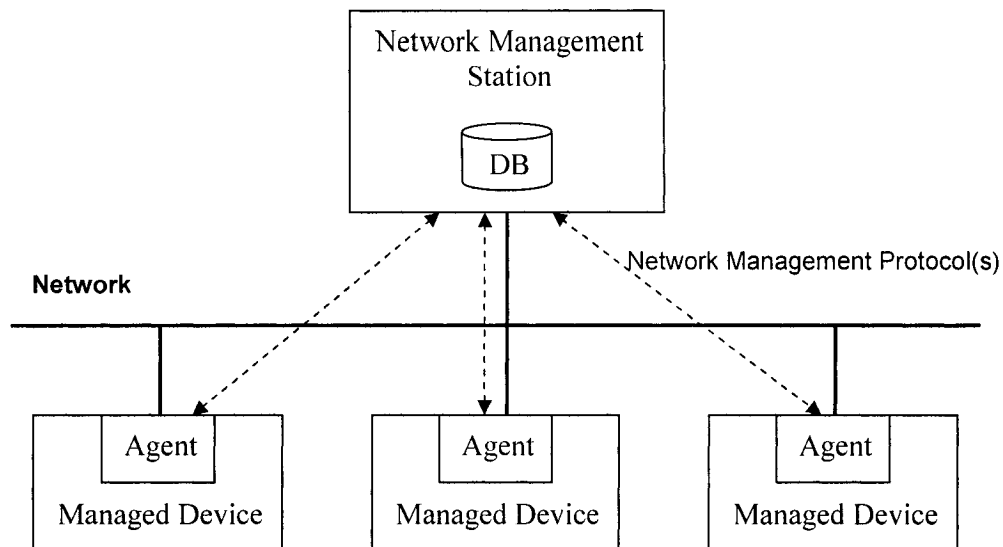 Network Management
Station
DB
Network Management Protocol(s)
Network
Agent
Managed Device
Agent
Managed Device
Agent
Managed Device